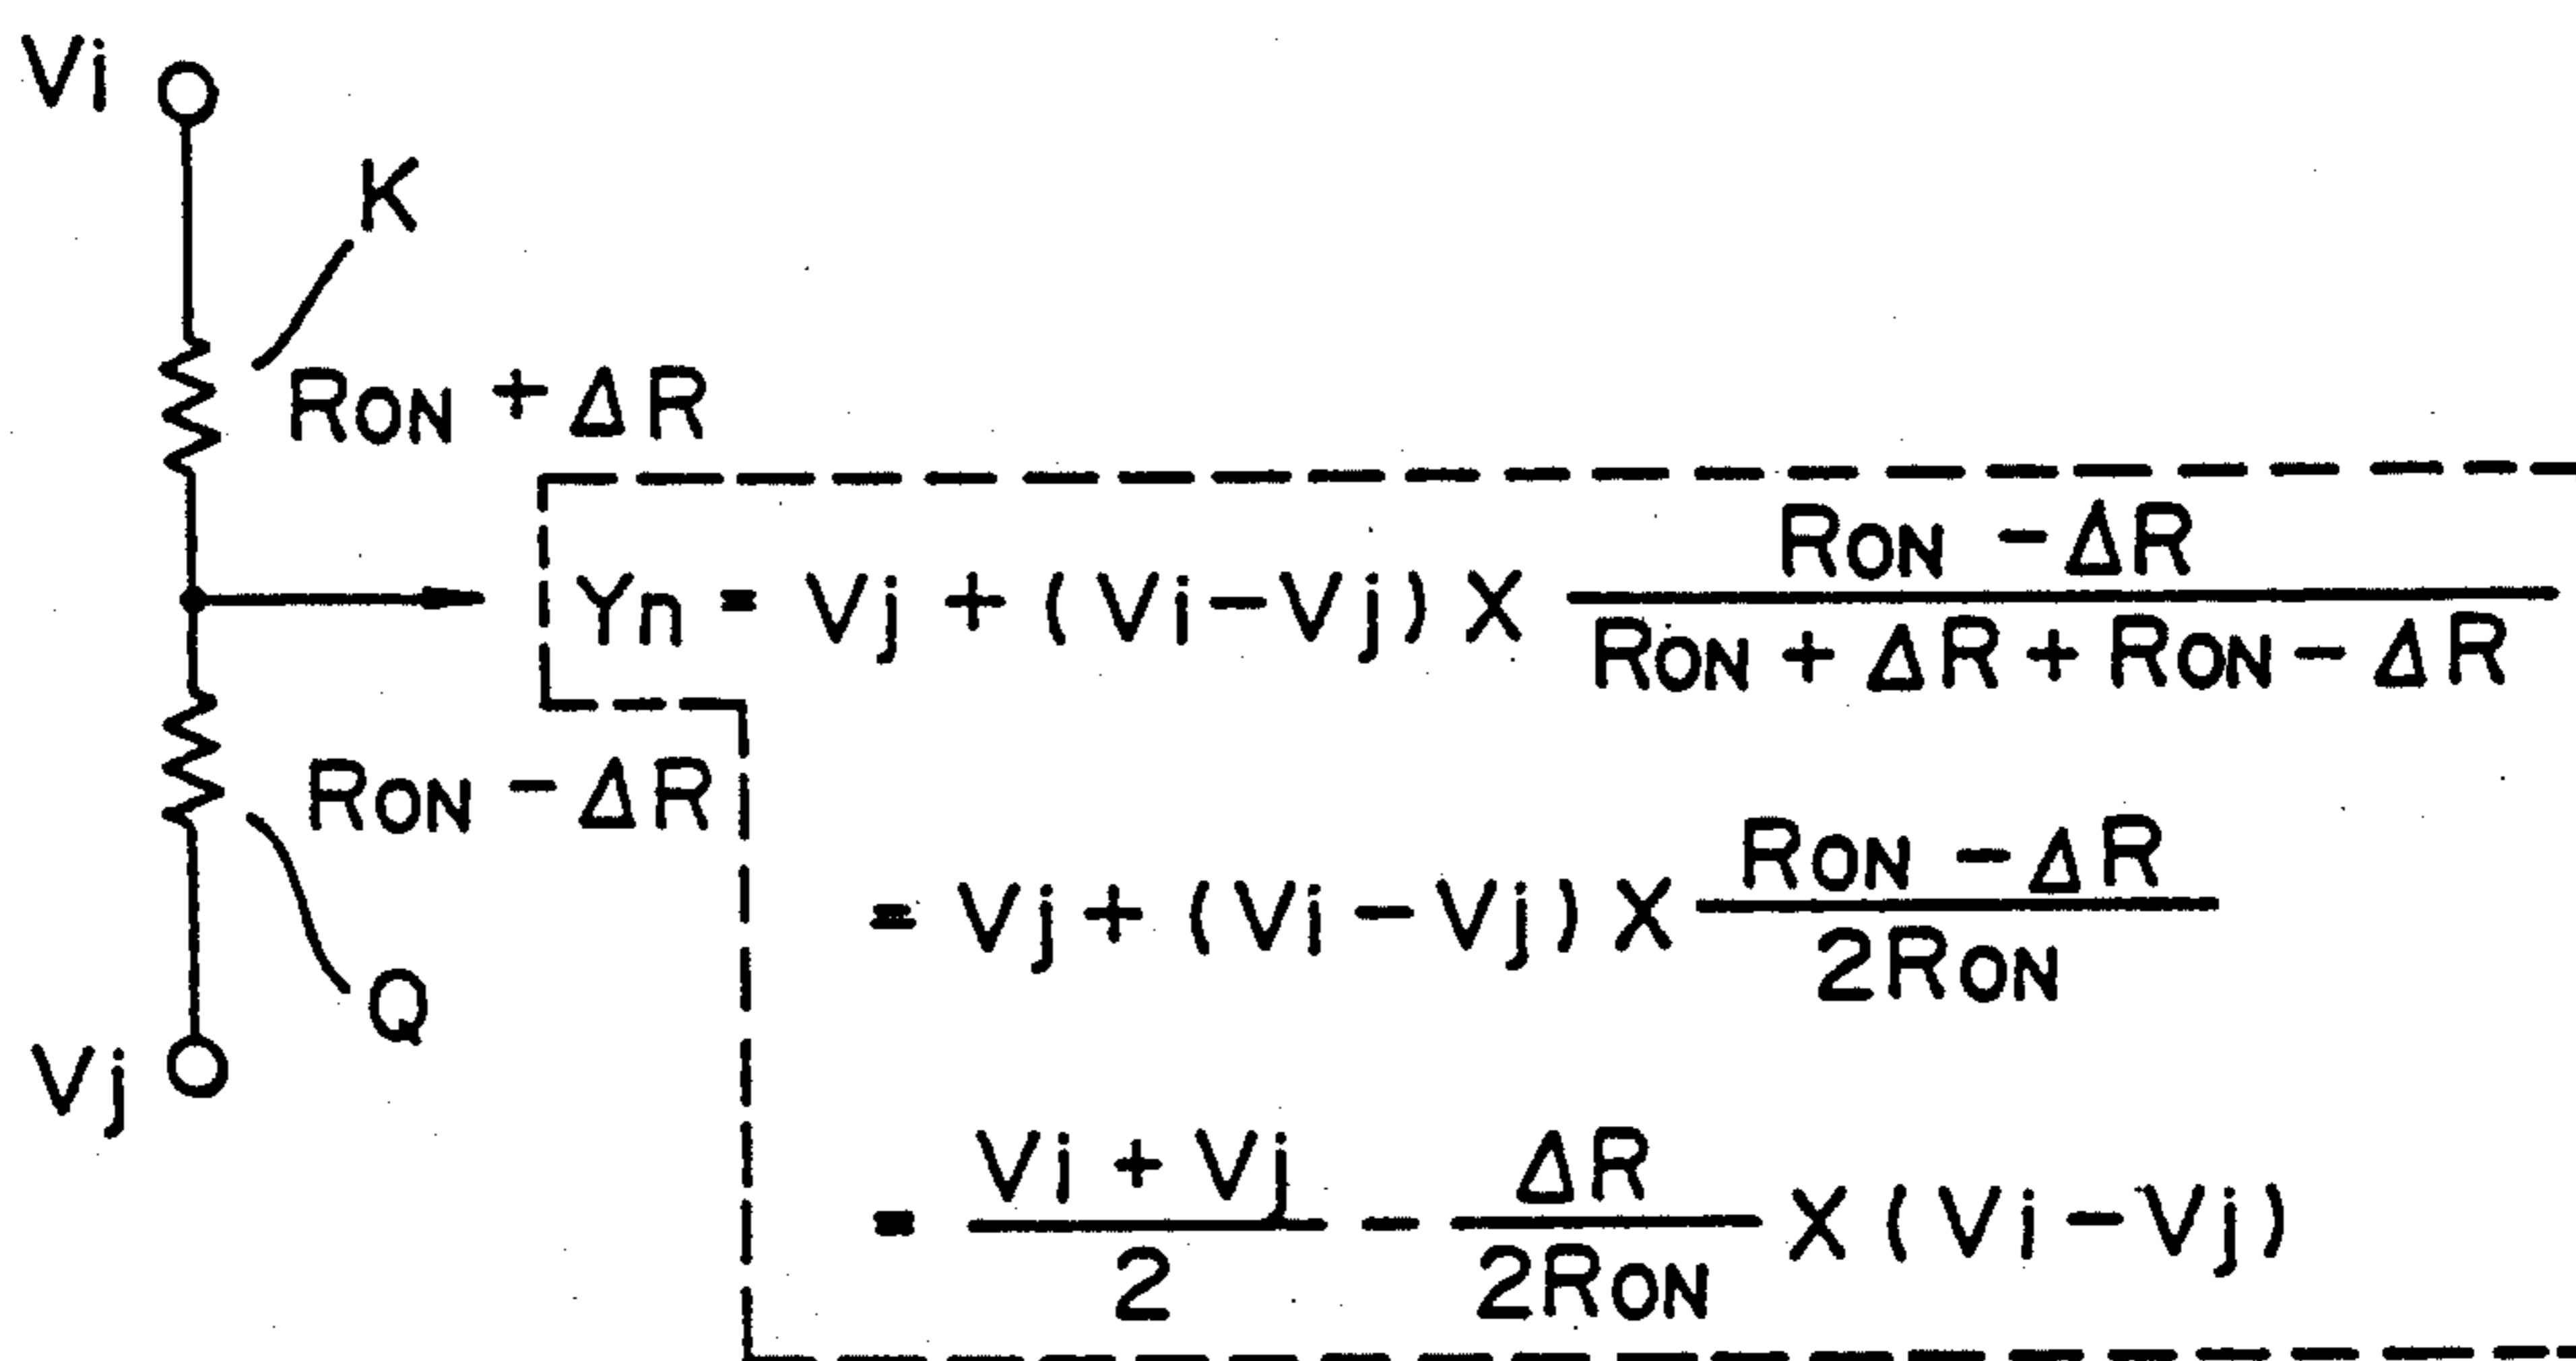 Vi
K
RON + ΔR
Yn = Vj + (Vi - Vj) X (RON - ΔR) / (RON + ΔR + RON - ΔR)
RON - ΔR
= Vj + (Vi - Vj) X (RON - ΔR) / (2RON)
Q
Vj
= (Vi + Vj) / 2 - ΔR / (2RON) X (Vi - Vj)